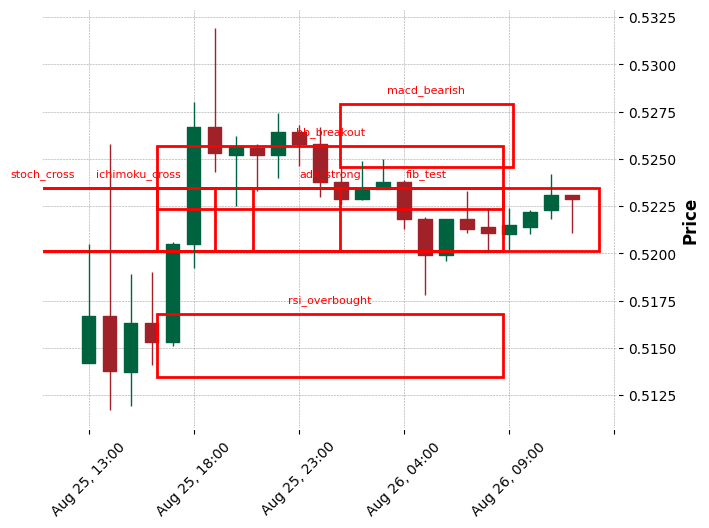 0.5325
0.5300
macd_bearish
0.5275
bb_breakout
0.5250
stoch_cross ichimoku_cross adx_strong fib_test
0.5225
Price
0.5200
rsi_overbought
0.5175
0.5150
0.5125
Aug 25, 13:00 Aug 25, 18:00 Aug 25, 23:00 Aug 26, 04:00 Aug 26, 09:00